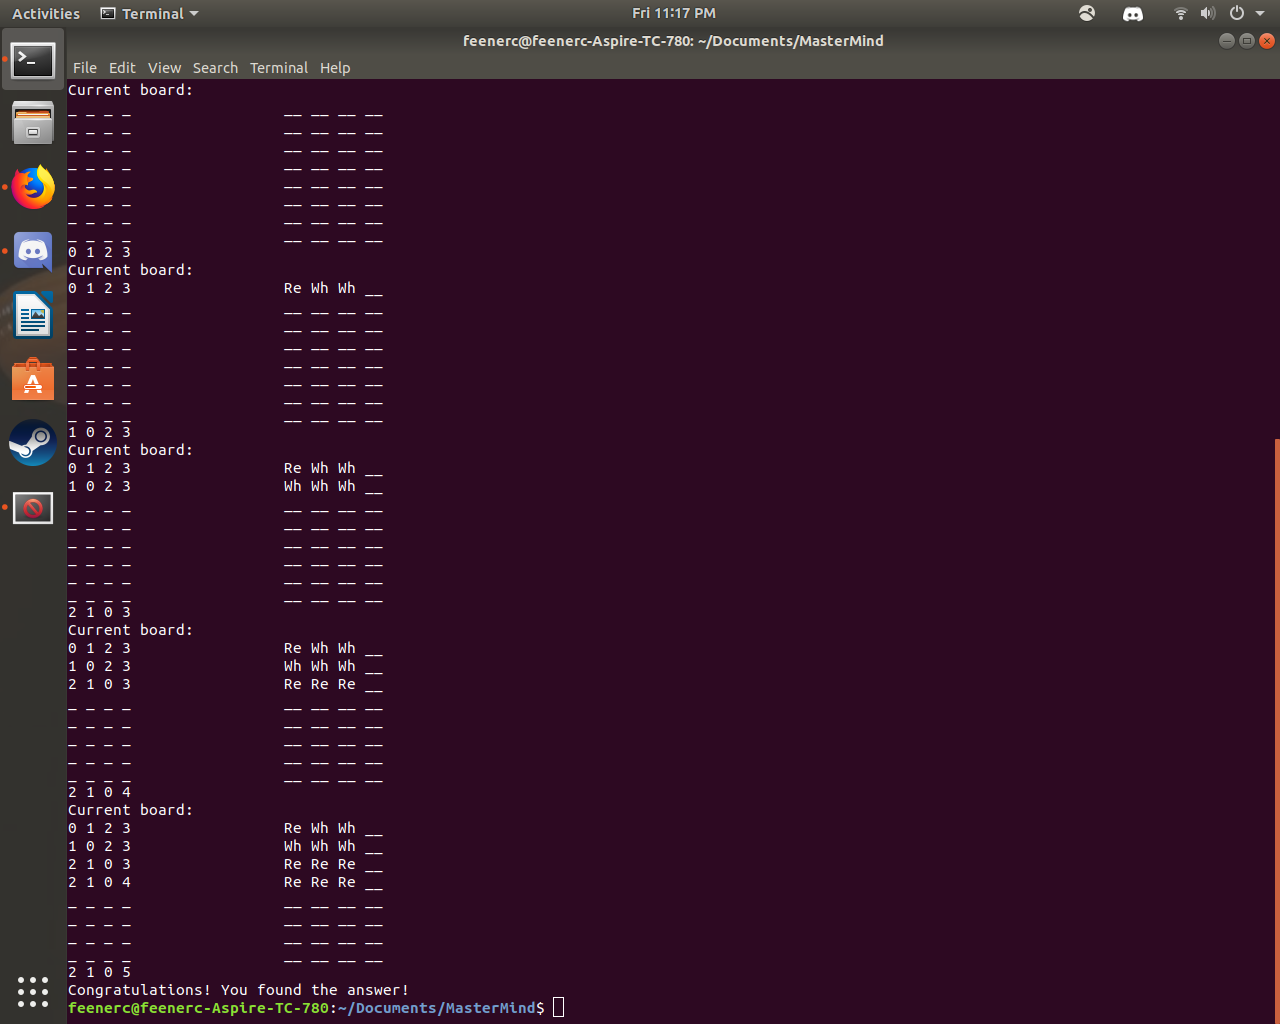 Activities Terminal Fri 11:17 PM
feenerc@feenerc-Aspire-TC-780: ~/Documents/MasterMind
File Edit View Search Terminal Help
Current board:
_ _ _ _ __ __ __ __
_ _ _ _ __ __ __ __
_ _ _ _ __ __ __ __
_ _ _ _ __ __ __ __
_ _ _ _ __ __ __ __
_ _ _ _ __ __ __ __
_ _ _ _ __ __ __ __
_ _ _ _ __ __ __ __
0 1 2 3
Current board:
0 1 2 3 Re Wh Wh __
_ _ _ _ __ __ __ __
_ _ _ _ __ __ __ __
_ _ _ _ __ __ __ __
_ _ _ _ __ __ __ __
_ _ _ _ __ __ __ __
_ _ _ _ __ __ __ __
_ _ _ _ __ __ __ __
1 0 2 3
Current board:
0 1 2 3 Re Wh Wh __
1 0 2 3 Wh Wh Wh __
_ _ _ _ __ __ __ __
_ _ _ _ __ __ __ __
_ _ _ _ __ __ __ __
_ _ _ _ __ __ __ __
_ _ _ _ __ __ __ __
_ _ _ _ __ __ __ __
2 1 0 3
Current board:
0 1 2 3 Re Wh Wh __
1 0 2 3 Wh Wh Wh __
2 1 0 3 Re Re Re __
_ _ _ _ __ __ __ __
_ _ _ _ __ __ __ __
_ _ _ _ __ __ __ __
_ _ _ _ __ __ __ __
_ _ _ _ __ __ __ __
2 1 0 4
Current board:
0 1 2 3 Re Wh Wh __
1 0 2 3 Wh Wh Wh __
2 1 0 3 Re Re Re __
2 1 0 4 Re Re Re __
_ _ _ _ __ __ __ __
_ _ _ _ __ __ __ __
_ _ _ _ __ __ __ __
_ _ _ _ __ __ __ __
2 1 0 5
Congratulations! You found the answer!
feenerc@feenerc-Aspire-TC-780:~/Documents/MasterMind$